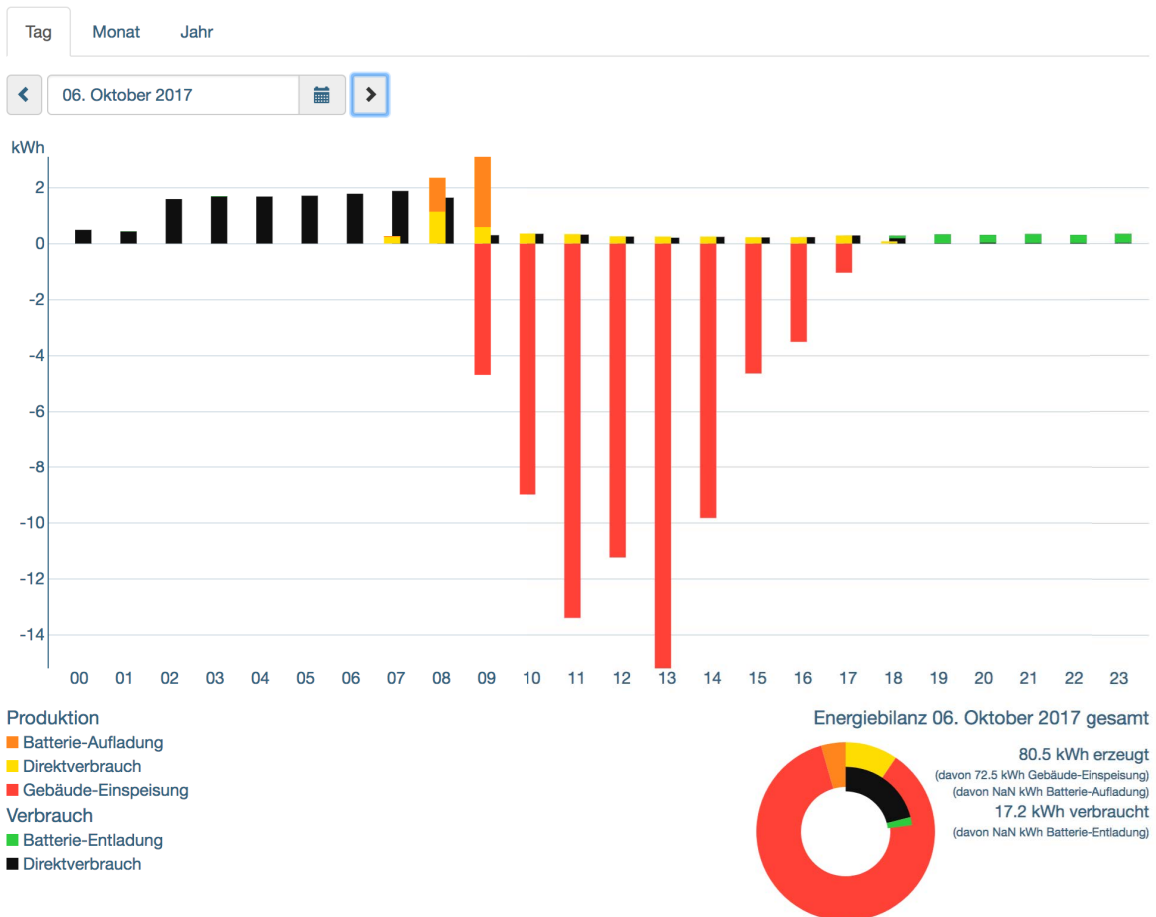 Tag Monat Jahr
06. Oktober 2017
kWh
2
0
-2
-4
-6
-8
-10
-12
-14
00 01 02 03 04 05 06 07 08 09 10 11 12 13 14 15 16 17 18 19 20 21 22 23
Produktion
Batterie-Aufladung
Direktverbrauch
Gebäude-Einspeisung
Verbrauch
Batterie-Entladung
Direktverbrauch
Energiebilanz 06. Oktober 2017 gesamt
80.5 kWh erzeugt
(davon 72.5 kWh Gebäude-Einspeisung)
(davon NaN kWh Batterie-Aufladung)
17.2 kWh verbraucht
(davon NaN kWh Batterie-Entladung)